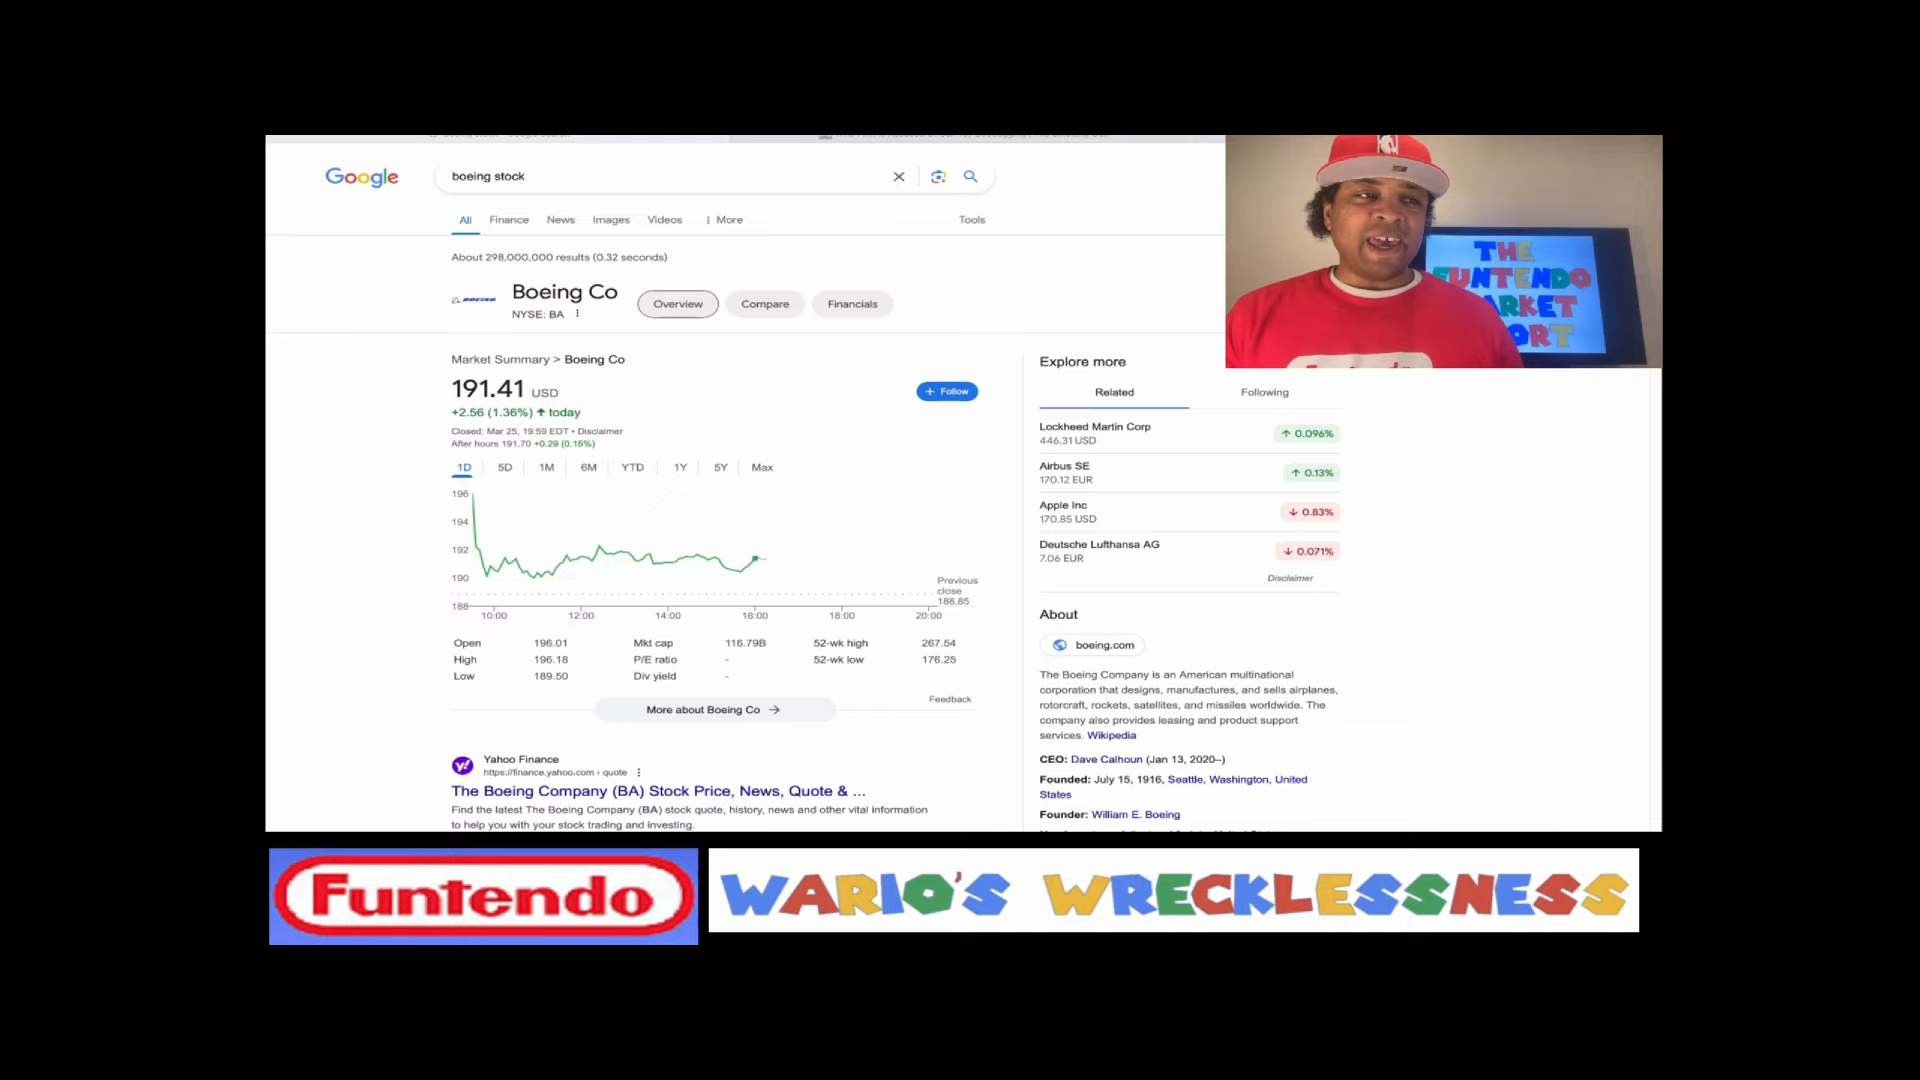 Google
boeing stock
All Finance News Images Videos More Tools
About 298,000,000 results (0.32 seconds)
BOEING
Boeing Co
NYSE: BA
Overview Compare Financials
Market Summary > Boeing Co
191.41 USD
+2.56 (1.36%) ↑ today
+ Follow
Closed: Mar 25, 19:59 EDT • Disclaimer
After hours 191.70 +0.29 (0.15%)
1D 5D 1M 6M YTD 1Y 5Y Max
196
194
192
190
188
Previous
close
188.85
10:00 12:00 14:00 16:00 18:00 20:00
Open 196.01 Mkt cap 116.79B 52-wk high 267.54
High 196.18 P/E ratio - 52-wk low 176.25
Low 189.50 Div yield -
Feedback
More about Boeing Co →
y!
Yahoo Finance
https://finance.yahoo.com › quote
The Boeing Company (BA) Stock Price, News, Quote & ...
Find the latest The Boeing Company (BA) stock quote, history, news and other vital information
to help you with your stock trading and investing.
Explore more
Related Following
Lockheed Martin Corp
446.31 USD
↑ 0.096%
Airbus SE
170.12 EUR
↑ 0.13%
Apple Inc
170.85 USD
↓ 0.83%
Deutsche Lufthansa AG
7.06 EUR
↓ 0.071%
Disclaimer
About
boeing.com
The Boeing Company is an American multinational
corporation that designs, manufactures, and sells airplanes,
rotorcraft, rockets, satellites, and missiles worldwide. The
company also provides leasing and product support
services. Wikipedia
CEO: Dave Calhoun (Jan 13, 2020–)
Founded: July 15, 1916, Seattle, Washington, United
States
Founder: William E. Boeing
THE
FUNTENDO
MARKET
ORT
Funtendo
WARIO'S WRECKLESSNESS